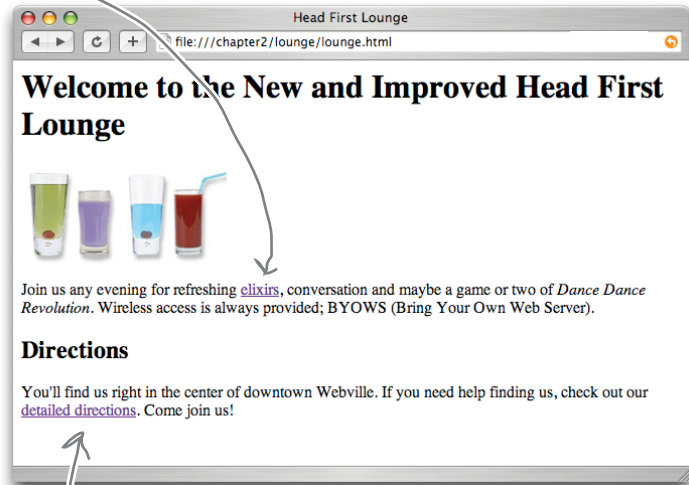 Head First Lounge
file:///chapter2/lounge/lounge.html
Welcome to the New and Improved Head First
Lounge
Join us any evening for refreshing elixirs, conversation and maybe a game or two of Dance Dance
Revolution. Wireless access is always provided; BYOWS (Bring Your Own Web Server).
Directions
You'll find us right in the center of downtown Webville. If you need help finding us, check out our
detailed directions. Come join us!